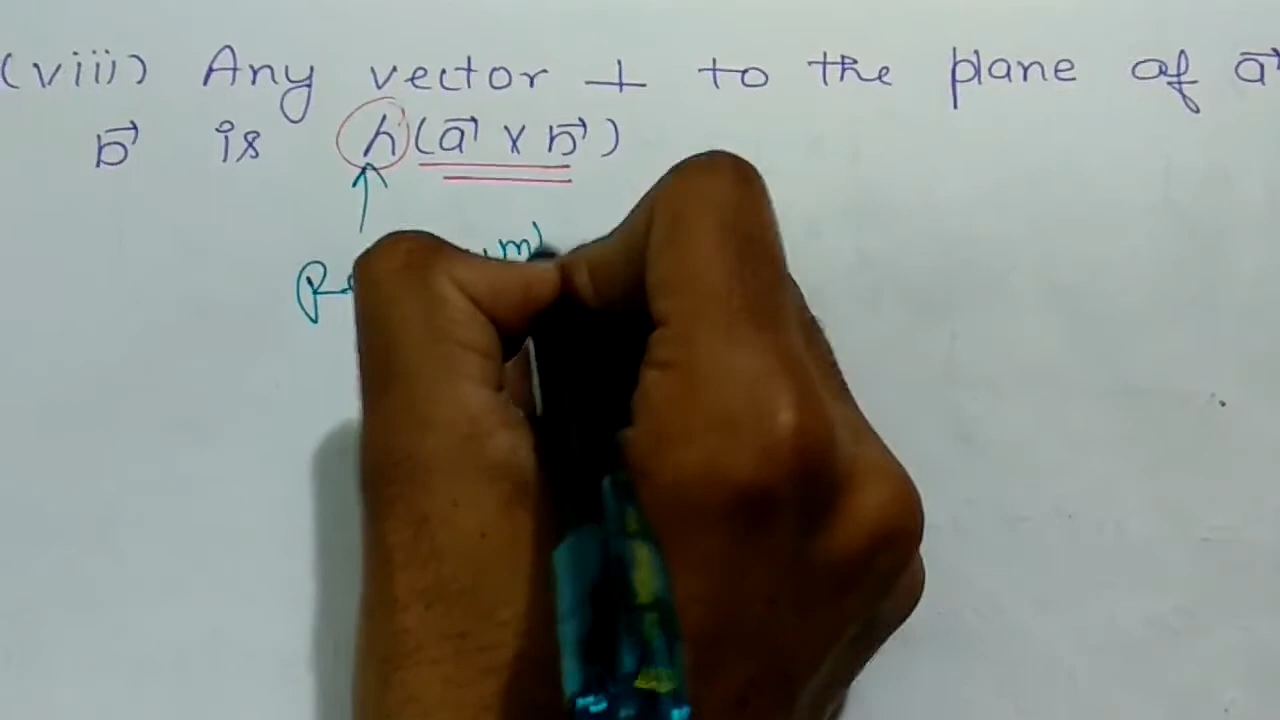 (viii) Any vector ⊥ to the plane of a⃗
b⃗ is λ(a⃗ × b⃗)